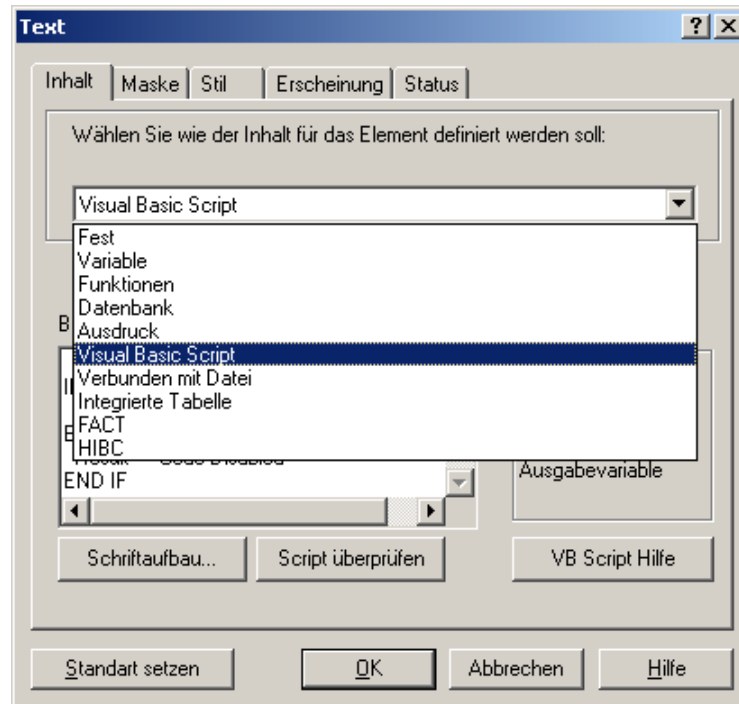 Text
Inhalt Maske Stil Erscheinung Status
Wählen Sie wie der Inhalt für das Element definiert werden soll:
Visual Basic Script
Fest
Variable
Funktionen
Datenbank
Ausdruck
Visual Basic Script
Verbunden mit Datei
Integrierte Tabelle
FACT
HIBC
END IF
Ausgabevariable
Schriftaufbau... Script überprüfen VB Script Hilfe
Standart setzen OK Abbrechen Hilfe